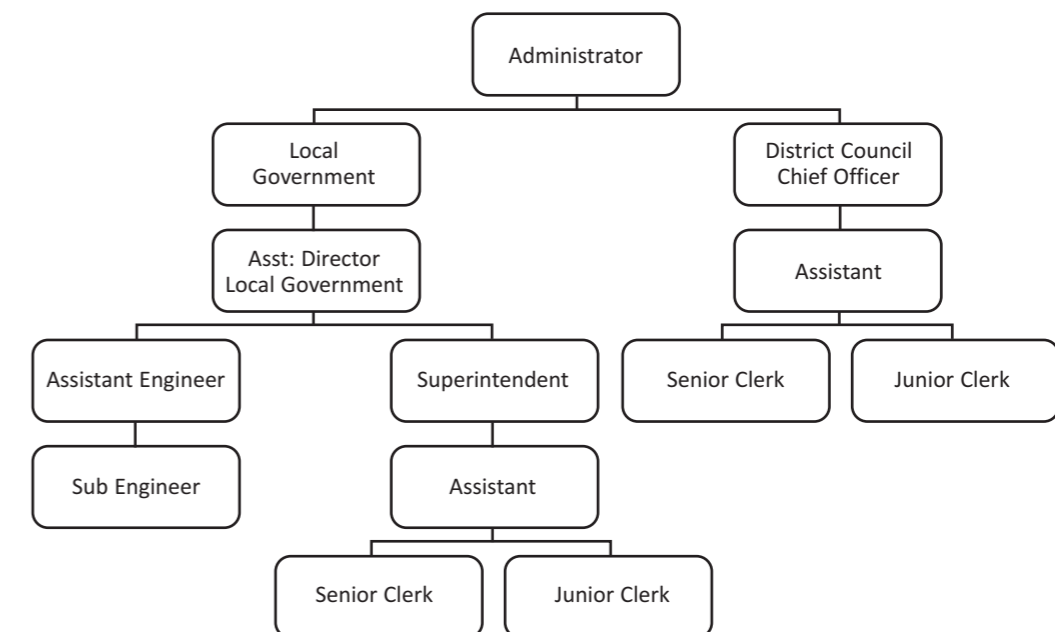 Administrator
Local
Government
District Council
Chief Officer
Asst: Director
Local Government
Assistant
Assistant Engineer
Superintendent
Senior Clerk
Junior Clerk
Sub Engineer
Assistant
Senior Clerk
Junior Clerk